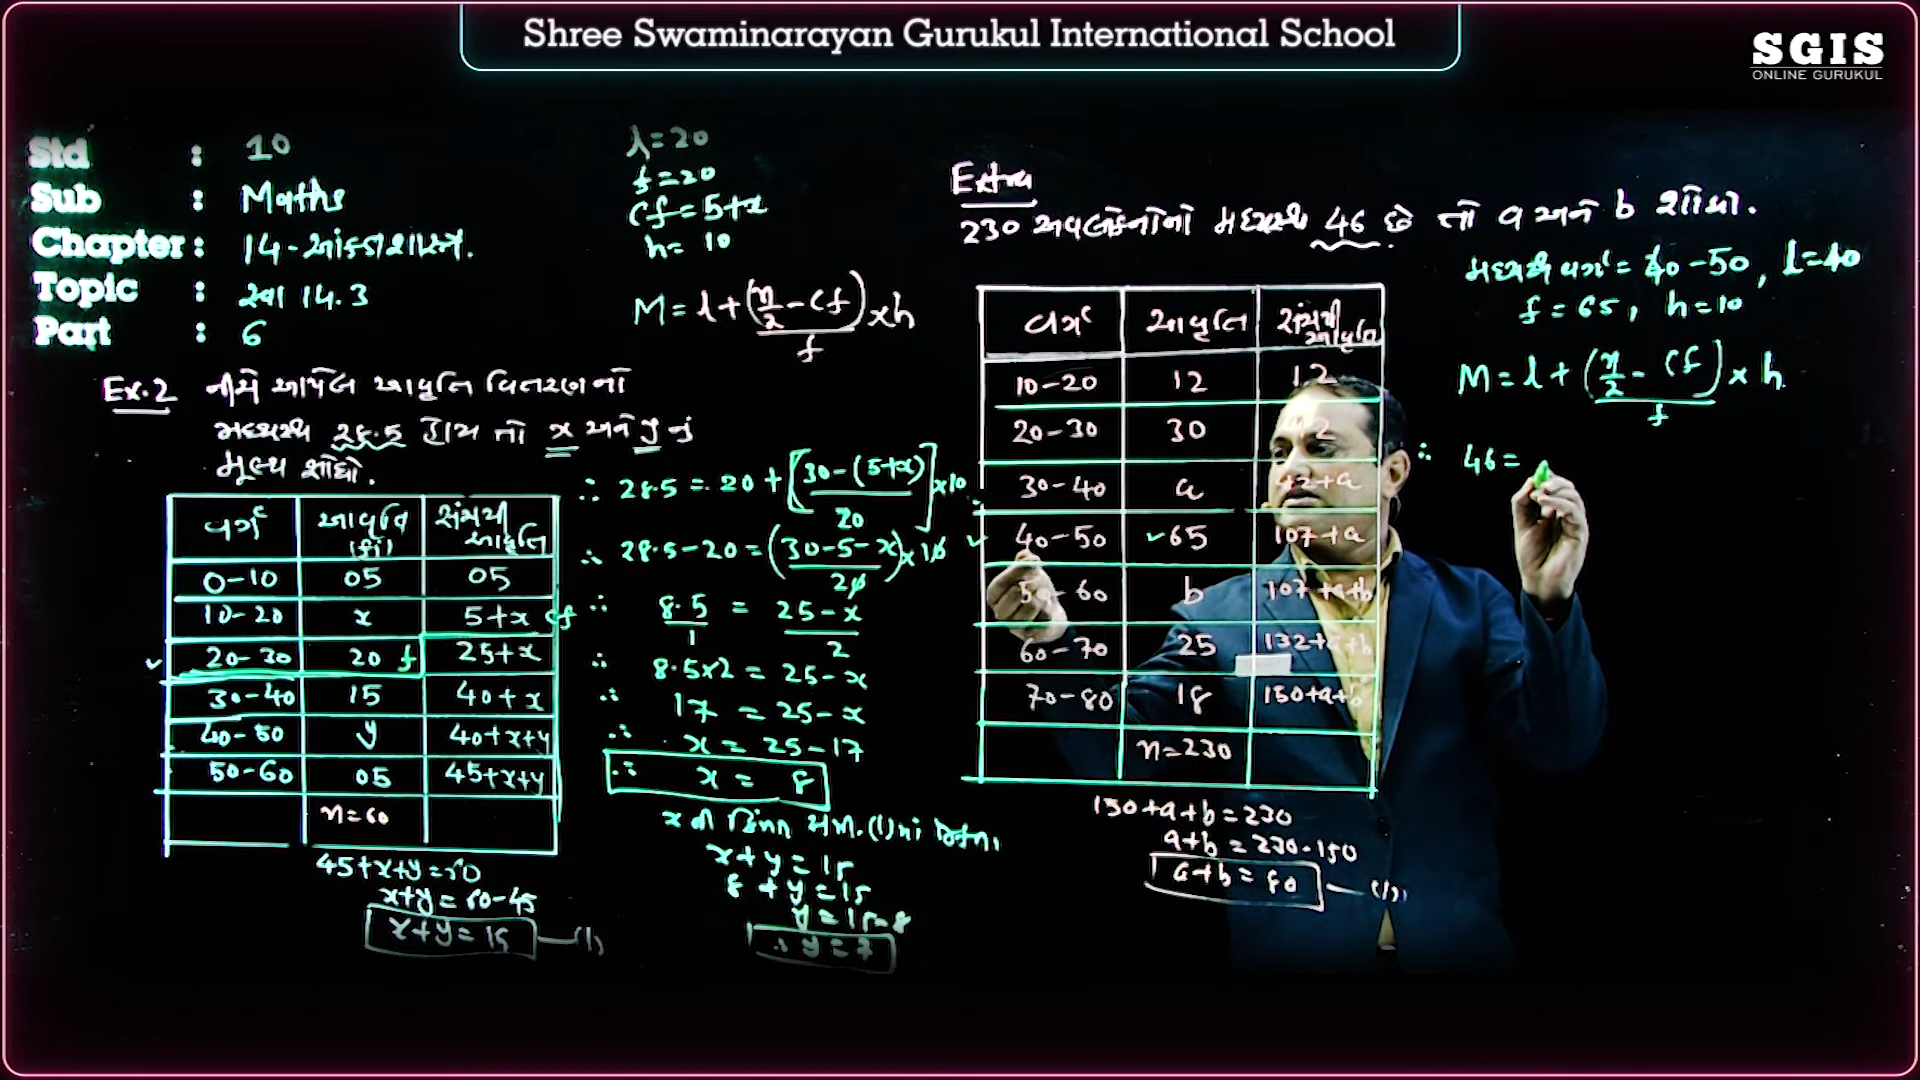 Shree Swaminarayan Gurukul International School
SGIS
ONLINE GURUKUL
Std : 10
Sub : Maths
Chapter : 14-આંકડાશાસ્ત્ર.
Topic : સ્વા 14.3
Part : 6
Ex.2 નીચે આપેલ આવૃત્તિ વિતરણનો
મધ્યસ્થ 28.5 હોય તો x અને y નું
મૂલ્ય શોધો.
વર્ગ આવૃત્તિ (fi) સંચયી આવૃત્તિ
0-10 05 05
10-20 x 5+x cf
✓ 20-30 20 f 25+x
30-40 15 40+x
40-50 y 40+x+y
50-60 05 45+x+y
n=60
45+x+y=60
x+y=60-45
x+y=15 —(1)
l=20
f=20
cf=5+x
h=10
M=l+(n/2-cf)/f×h
∴ 28.5=20+[30-(5+x)/20]×10
∴ 28.5-20=(30-5-x/20)×10
∴ 8.5/1 = 25-x/2
∴ 8.5×2=25-x
∴ 17=25-x
∴ x=25-17
∴ x= 8
x ની કિંમત સમી.(1)માં
x+y=15
8+y=15
y=15-8
∴ y=7
Extra
230 અવલોકનોનો મધ્યસ્થ 46 છે તો a અને b શોધો.
વર્ગ આવૃત્તિ સંચયી આવૃત્તિ
10-20 12 12
20-30 30 42
30-40 a 42+a
✓ 40-50 ✓65 107+a
50-60 b 107+a+b
60-70 25 132+a+b
70-80 18 150+a+b
n=230
150+a+b=230
a+b=230-150
a+b=80 —(1)
મધ્યસ્થ વર્ગ=40-50, l=40
f=65, h=10
M=l+(n/2-cf)/f×h
∴ 46=